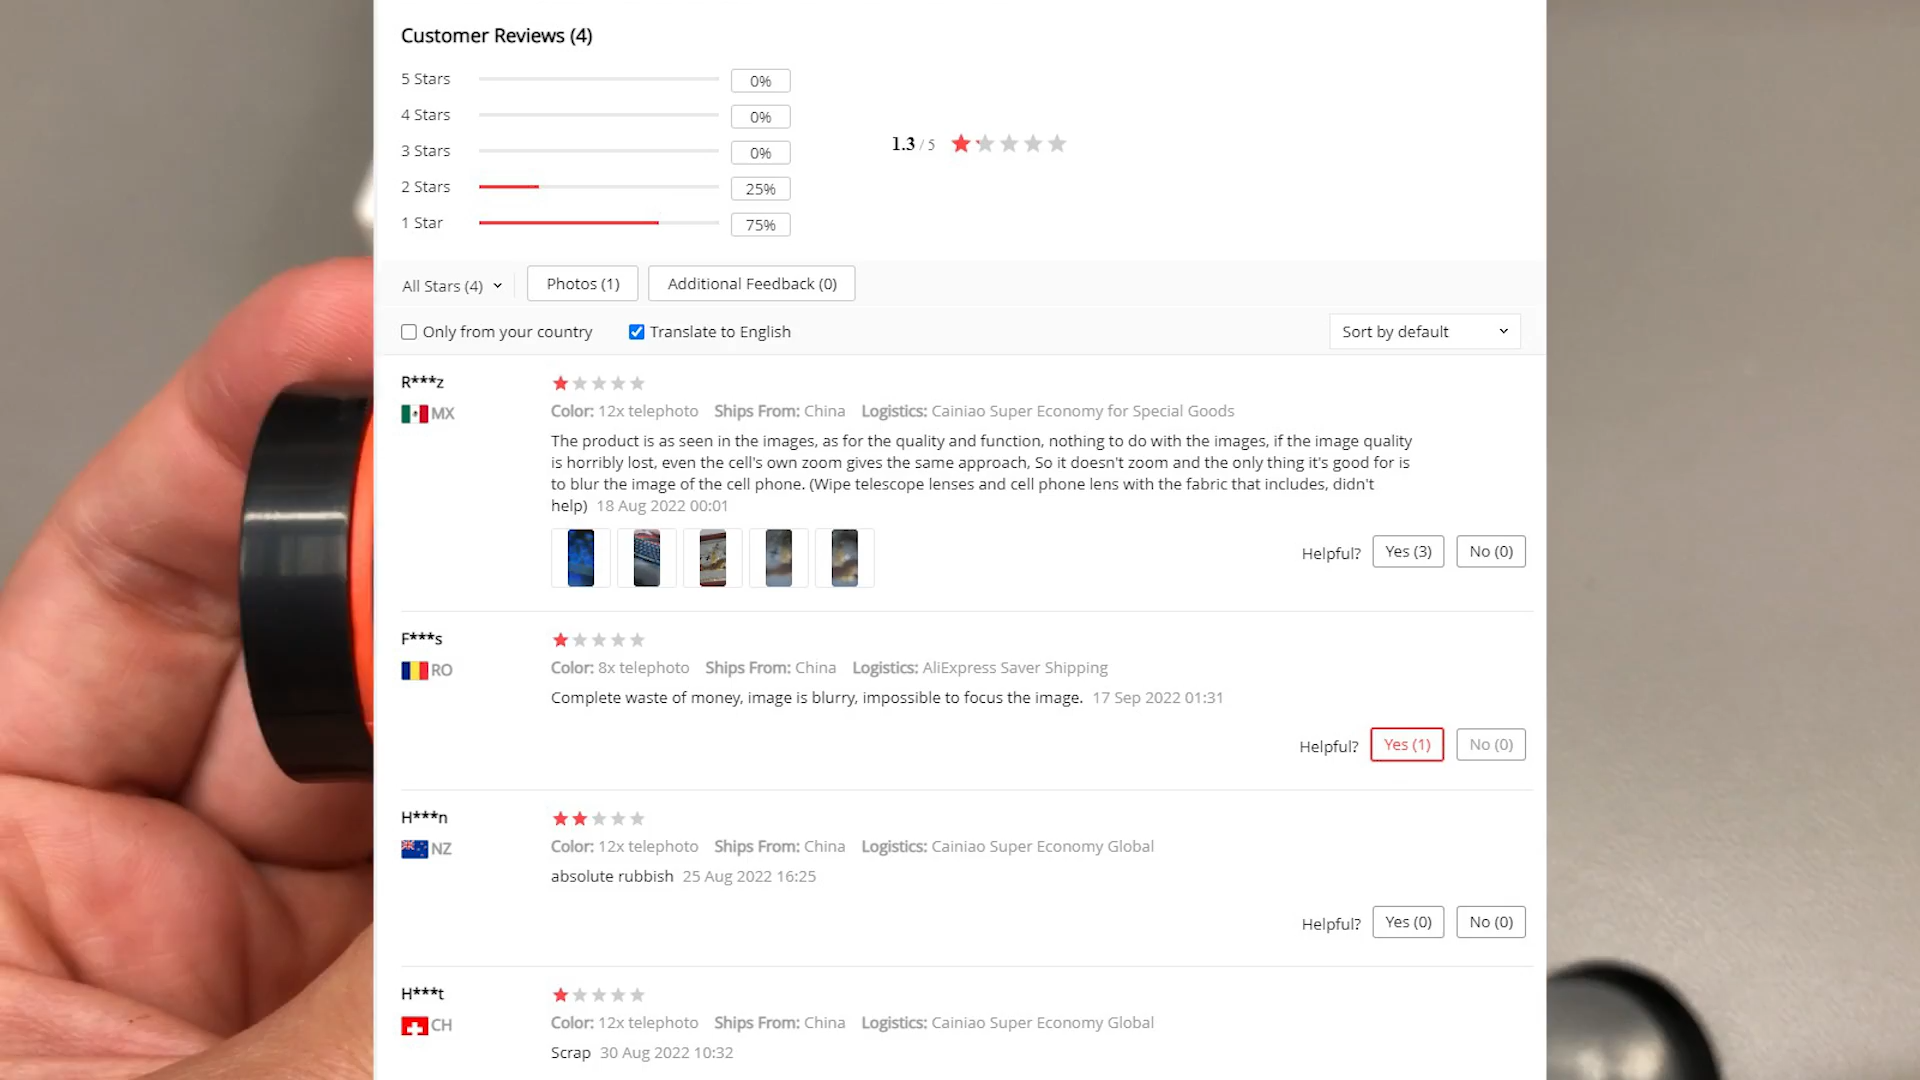 Customer Reviews (4)
5 Stars 0%
4 Stars 0%
3 Stars 0%
1.3 / 5
2 Stars 25%
1 Star 75%
All Stars (4) Photos (1) Additional Feedback (0)
Only from your country Translate to English Sort by default
R***z
MX
Color: 12x telephoto Ships From: China Logistics: Cainiao Super Economy for Special Goods
The product is as seen in the images, as for the quality and function, nothing to do with the images, if the image quality
is horribly lost, even the cell's own zoom gives the same approach, So it doesn't zoom and the only thing it's good for is
to blur the image of the cell phone. (Wipe telescope lenses and cell phone lens with the fabric that includes, didn't
help) 18 Aug 2022 00:01
Helpful? Yes (3) No (0)
F***s
RO
Color: 8x telephoto Ships From: China Logistics: AliExpress Saver Shipping
Complete waste of money, image is blurry, impossible to focus the image. 17 Sep 2022 01:31
Helpful? Yes (1) No (0)
H***n
NZ
Color: 12x telephoto Ships From: China Logistics: Cainiao Super Economy Global
absolute rubbish 25 Aug 2022 16:25
Helpful? Yes (0) No (0)
H***t
CH
Color: 12x telephoto Ships From: China Logistics: Cainiao Super Economy Global
Scrap 30 Aug 2022 10:32